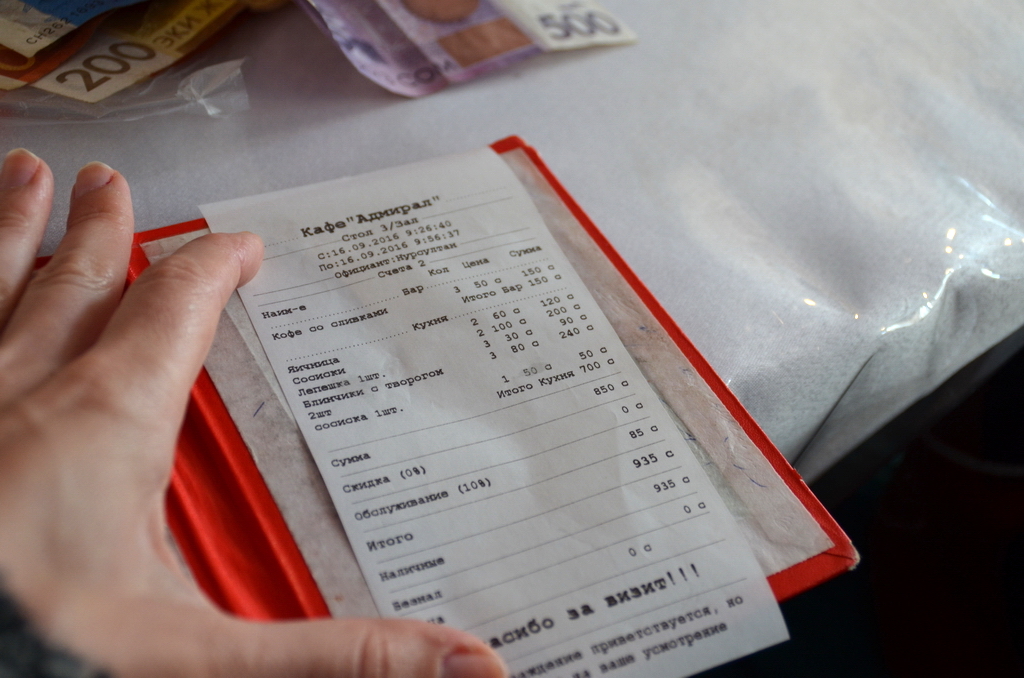 200
500
СОМ
Кафе"Адмирал"
Стол 3/Зал
С:16.09.2016 9:26:40
По:16.09.2016 9:56:37
Официант:Нурсултан
Счета 2
Наим-е Кол Цена Сумма
Бар
Кофе со сливками 3 50 с 150 с
Итого Бар 150 с
Кухня
Яичница 2 60 с 120 с
Сосиски 2 100 с 200 с
Лепешка 1шт. 3 30 с 90 с
Блинчики с творогом 3 80 с 240 с
2шт
сосиска 1шт. 1 50 с 50 с
Итого Кухня 700 с
Сумма 850 с
Скидка (0%) 0 с
Обслуживание (10%) 85 с
Итого 935 с
Наличные 935 с
Безнал 0 с
0 с
асибо за визит!!!
ждение приветствуется, но
на ваше усмотрение